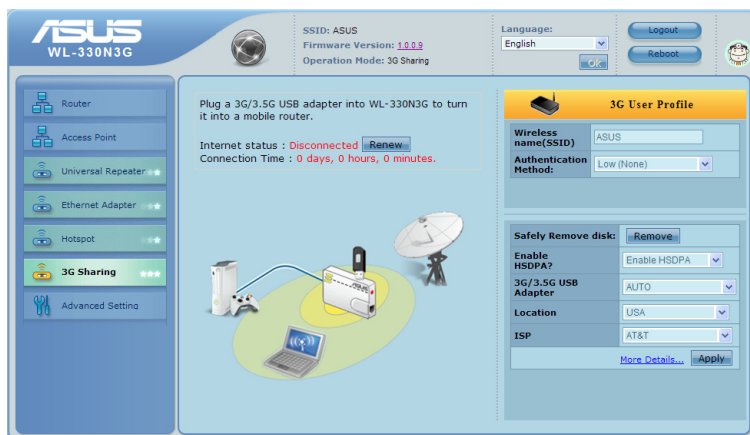 ASUS
WL-330N3G
SSID: ASUS
Firmware Version: 1.0.0.9
Operation Mode: 3G Sharing
Language:
English
Ok
Logout
Reboot
Router
Access Point
Universal Repeater
Ethernet Adapter
Hotspot
3G Sharing
Advanced Setting
Plug a 3G/3.5G USB adapter into WL-330N3G to turn
it into a mobile router.
Internet status : Disconnected Renew
Connection Time : 0 days, 0 hours, 0 minutes.
ASUS
3G User Profile
Wireless
name(SSID)
ASUS
Authentication
Method:
Low (None)
Safely Remove disk: Remove
Enable
HSDPA?
Enable HSDPA
3G/3.5G USB
Adapter
AUTO
Location
USA
ISP
AT&T
More Details... Apply